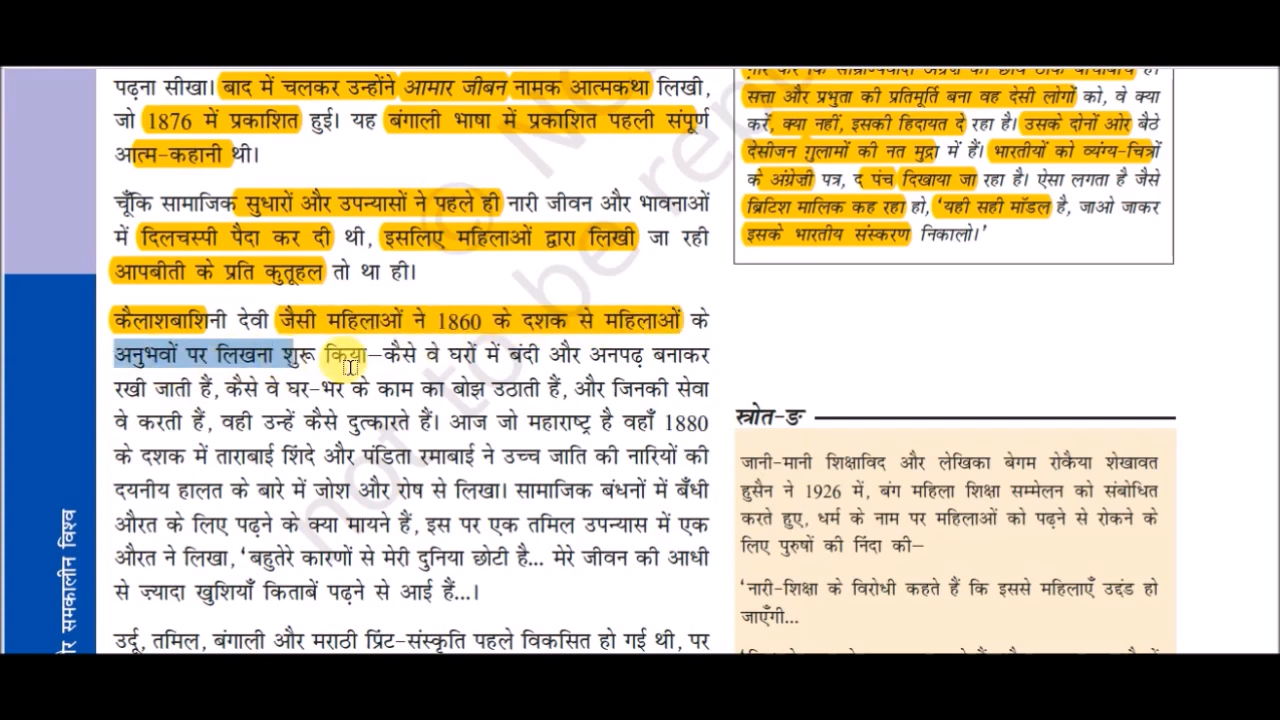 पढ़ना सीखा। बाद में चलकर उन्होंने आमार जीबन नामक आत्मकथा लिखी,
जो 1876 में प्रकाशित हुई। यह बंगाली भाषा में प्रकाशित पहली संपूर्ण
आत्म-कहानी थी।
चूँकि सामाजिक सुधारों और उपन्यासों ने पहले ही नारी जीवन और भावनाओं
में दिलचस्पी पैदा कर दी थी, इसलिए महिलाओं द्वारा लिखी जा रही
आपबीती के प्रति कुतूहल तो था ही।
कैलाशबाशिनी देवी जैसी महिलाओं ने 1860 के दशक से महिलाओं के
अनुभवों पर लिखना शुरू किया–कैसे वे घरों में बंदी और अनपढ़ बनाकर
रखी जाती हैं, कैसे वे घर-भर के काम का बोझ उठाती हैं, और जिनकी सेवा
वे करती हैं, वही उन्हें कैसे दुत्कारते हैं। आज जो महाराष्ट्र है वहाँ 1880
के दशक में ताराबाई शिंदे और पंडिता रमाबाई ने उच्च जाति की नारियों की
दयनीय हालत के बारे में जोश और रोष से लिखा। सामाजिक बंधनों में बँधी
औरत के लिए पढ़ने के क्या मायने हैं, इस पर एक तमिल उपन्यास में एक
औरत ने लिखा, 'बहुतेरे कारणों से मेरी दुनिया छोटी है... मेरे जीवन की आधी
से ज़्यादा खुशियाँ किताबें पढ़ने से आई हैं...।
उर्दू, तमिल, बंगाली और मराठी प्रिंट-संस्कृति पहले विकसित हो गई थी, पर
सत्ता और प्रभुता की प्रतिमूर्ति बना वह देसी लोगों को, वे क्या
करें, क्या नहीं, इसकी हिदायत दे रहा है। उसके दोनों ओर बैठे
देसीजन गुलामों की नत मुद्रा में हैं। भारतीयों को व्यंग्य-चित्रों
के अंग्रेज़ी पत्र, द पंच दिखाया जा रहा है। ऐसा लगता है जैसे
ब्रिटिश मालिक कह रहा हो, 'यही सही मॉडल है, जाओ जाकर
इसके भारतीय संस्करण निकालो।'
स्रोत-ङ
जानी-मानी शिक्षाविद और लेखिका बेगम रोकैया शेखावत
हुसैन ने 1926 में, बंग महिला शिक्षा सम्मेलन को संबोधित
करते हुए, धर्म के नाम पर महिलाओं को पढ़ने से रोकने के
लिए पुरुषों की निंदा की–
'नारी-शिक्षा के विरोधी कहते हैं कि इससे महिलाएँ उद्दंड हो
जाएँगी...
और समकालीन विश्व
not to be rep